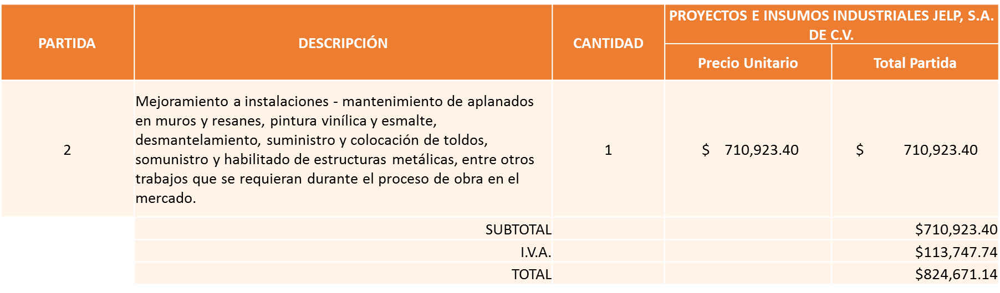 PARTIDA
DESCRIPCIÓN
CANTIDAD
PROYECTOS E INSUMOS INDUSTRIALES JELP, S.A.
DE C.V.
Precio Unitario
Total Partida
2
Mejoramiento a instalaciones - mantenimiento de aplanados
en muros y resanes, pintura vinílica y esmalte,
desmantelamiento, suministro y colocación de toldos,
somunistro y habilitado de estructuras metálicas, entre otros
trabajos que se requieran durante el proceso de obra en el
mercado.
1
$ 710,923.40
$ 710,923.40
SUBTOTAL
$710,923.40
I.V.A.
$113,747.74
TOTAL
$824,671.14